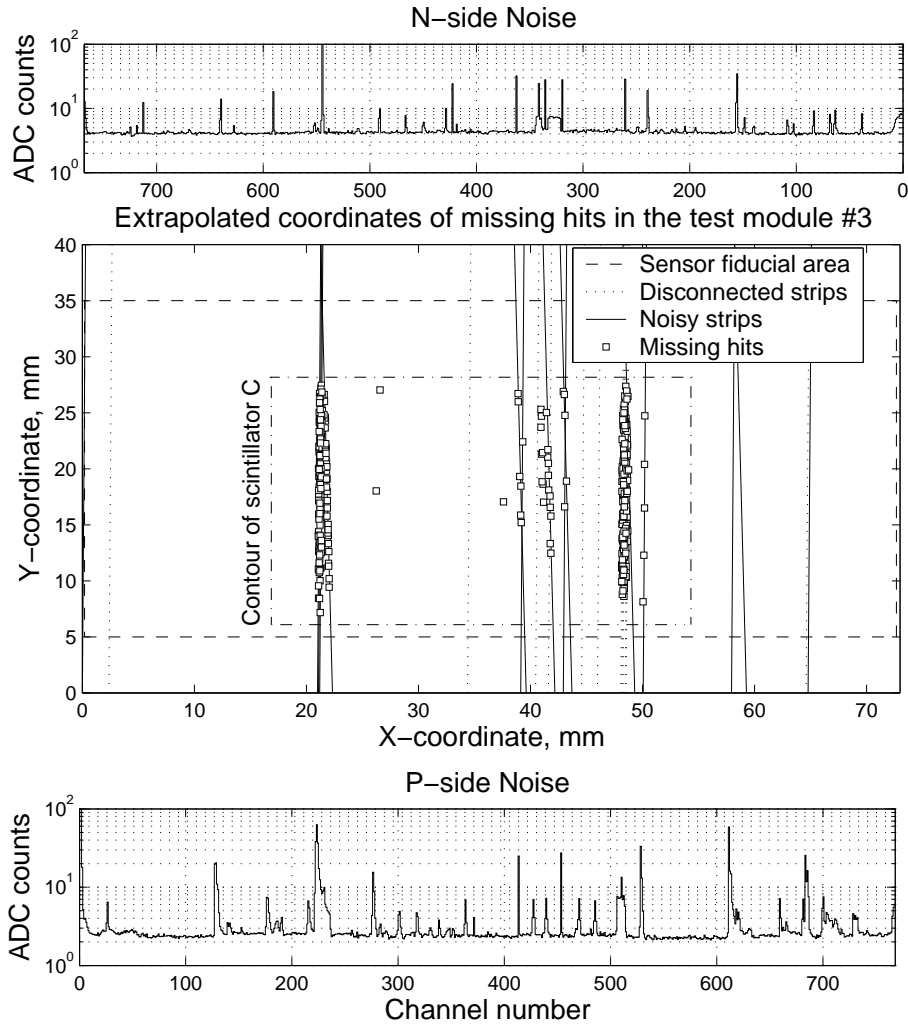 N−side Noise
ADC counts
10^2
10^1
10^0
700 600 500 400 300 200 100 0
Extrapolated coordinates of missing hits in the test module #3
Y−coordinate, mm
40
35
30
25
20
15
10
5
0
Sensor fiducial area
Disconnected strips
Noisy strips
Missing hits
Contour of scintillator C
0 10 20 30 40 50 60 70
X−coordinate, mm
P−side Noise
ADC counts
10^2
10^1
10^0
0 100 200 300 400 500 600 700
Channel number